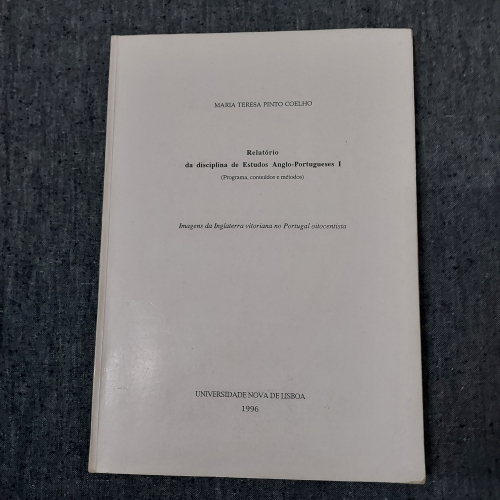 MARIA TERESA PINTO COELHO
Relatório
da disciplina de Estudos Anglo-Portugueses I
(Programa, conteúdos e métodos)
Imagens da Inglaterra vitoriana no Portugal oitocentista
UNIVERSIDADE NOVA DE LISBOA
1996